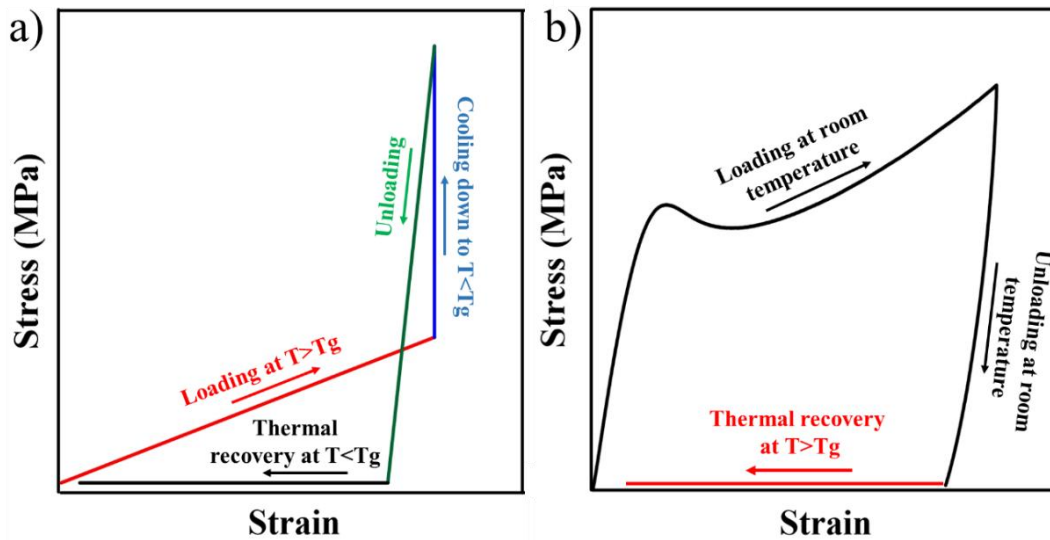 a)
Stress (MPa)
Loading at T>Tg
Unloading
Cooling down to T<Tg
Thermal
recovery at T<Tg
Strain
b)
Stress (MPa)
Loading at room
temperature
Unloading at room
temperature
Thermal recovery
at T>Tg
Strain